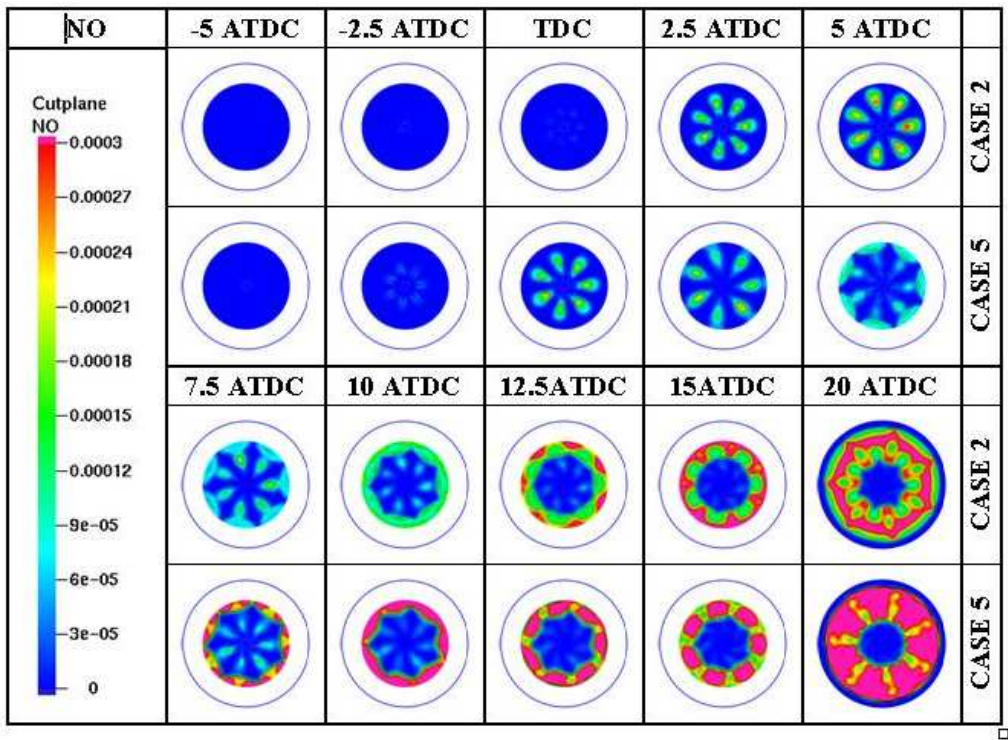 NO -5 ATDC -2.5 ATDC TDC 2.5 ATDC 5 ATDC
Cutplane
NO
0.0003
0.00027
0.00024
0.00021
0.00018
0.00015
0.00012
9e-05
6e-05
3e-05
0
CASE 2
CASE 5
7.5 ATDC 10 ATDC 12.5ATDC 15ATDC 20 ATDC
CASE 2
CASE 5